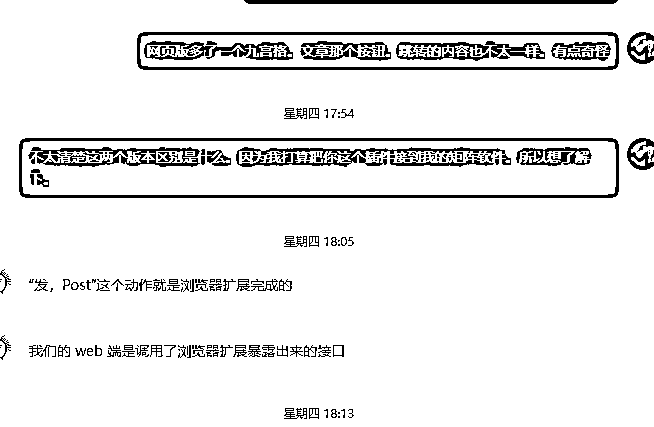 网页版多了一个九宫格、文章那个按钮，跳转的内容也不太一样，有点奇怪
星期四 17:54
不太清楚这两个版本区别是什么，因为我打算把你这个插件接到我的矩阵软件，所以想了解
下。
星期四 18:05
“发，Post”这个动作就是浏览器扩展完成的
我们的 web 端是调用了浏览器扩展暴露出来的接口
星期四 18:13